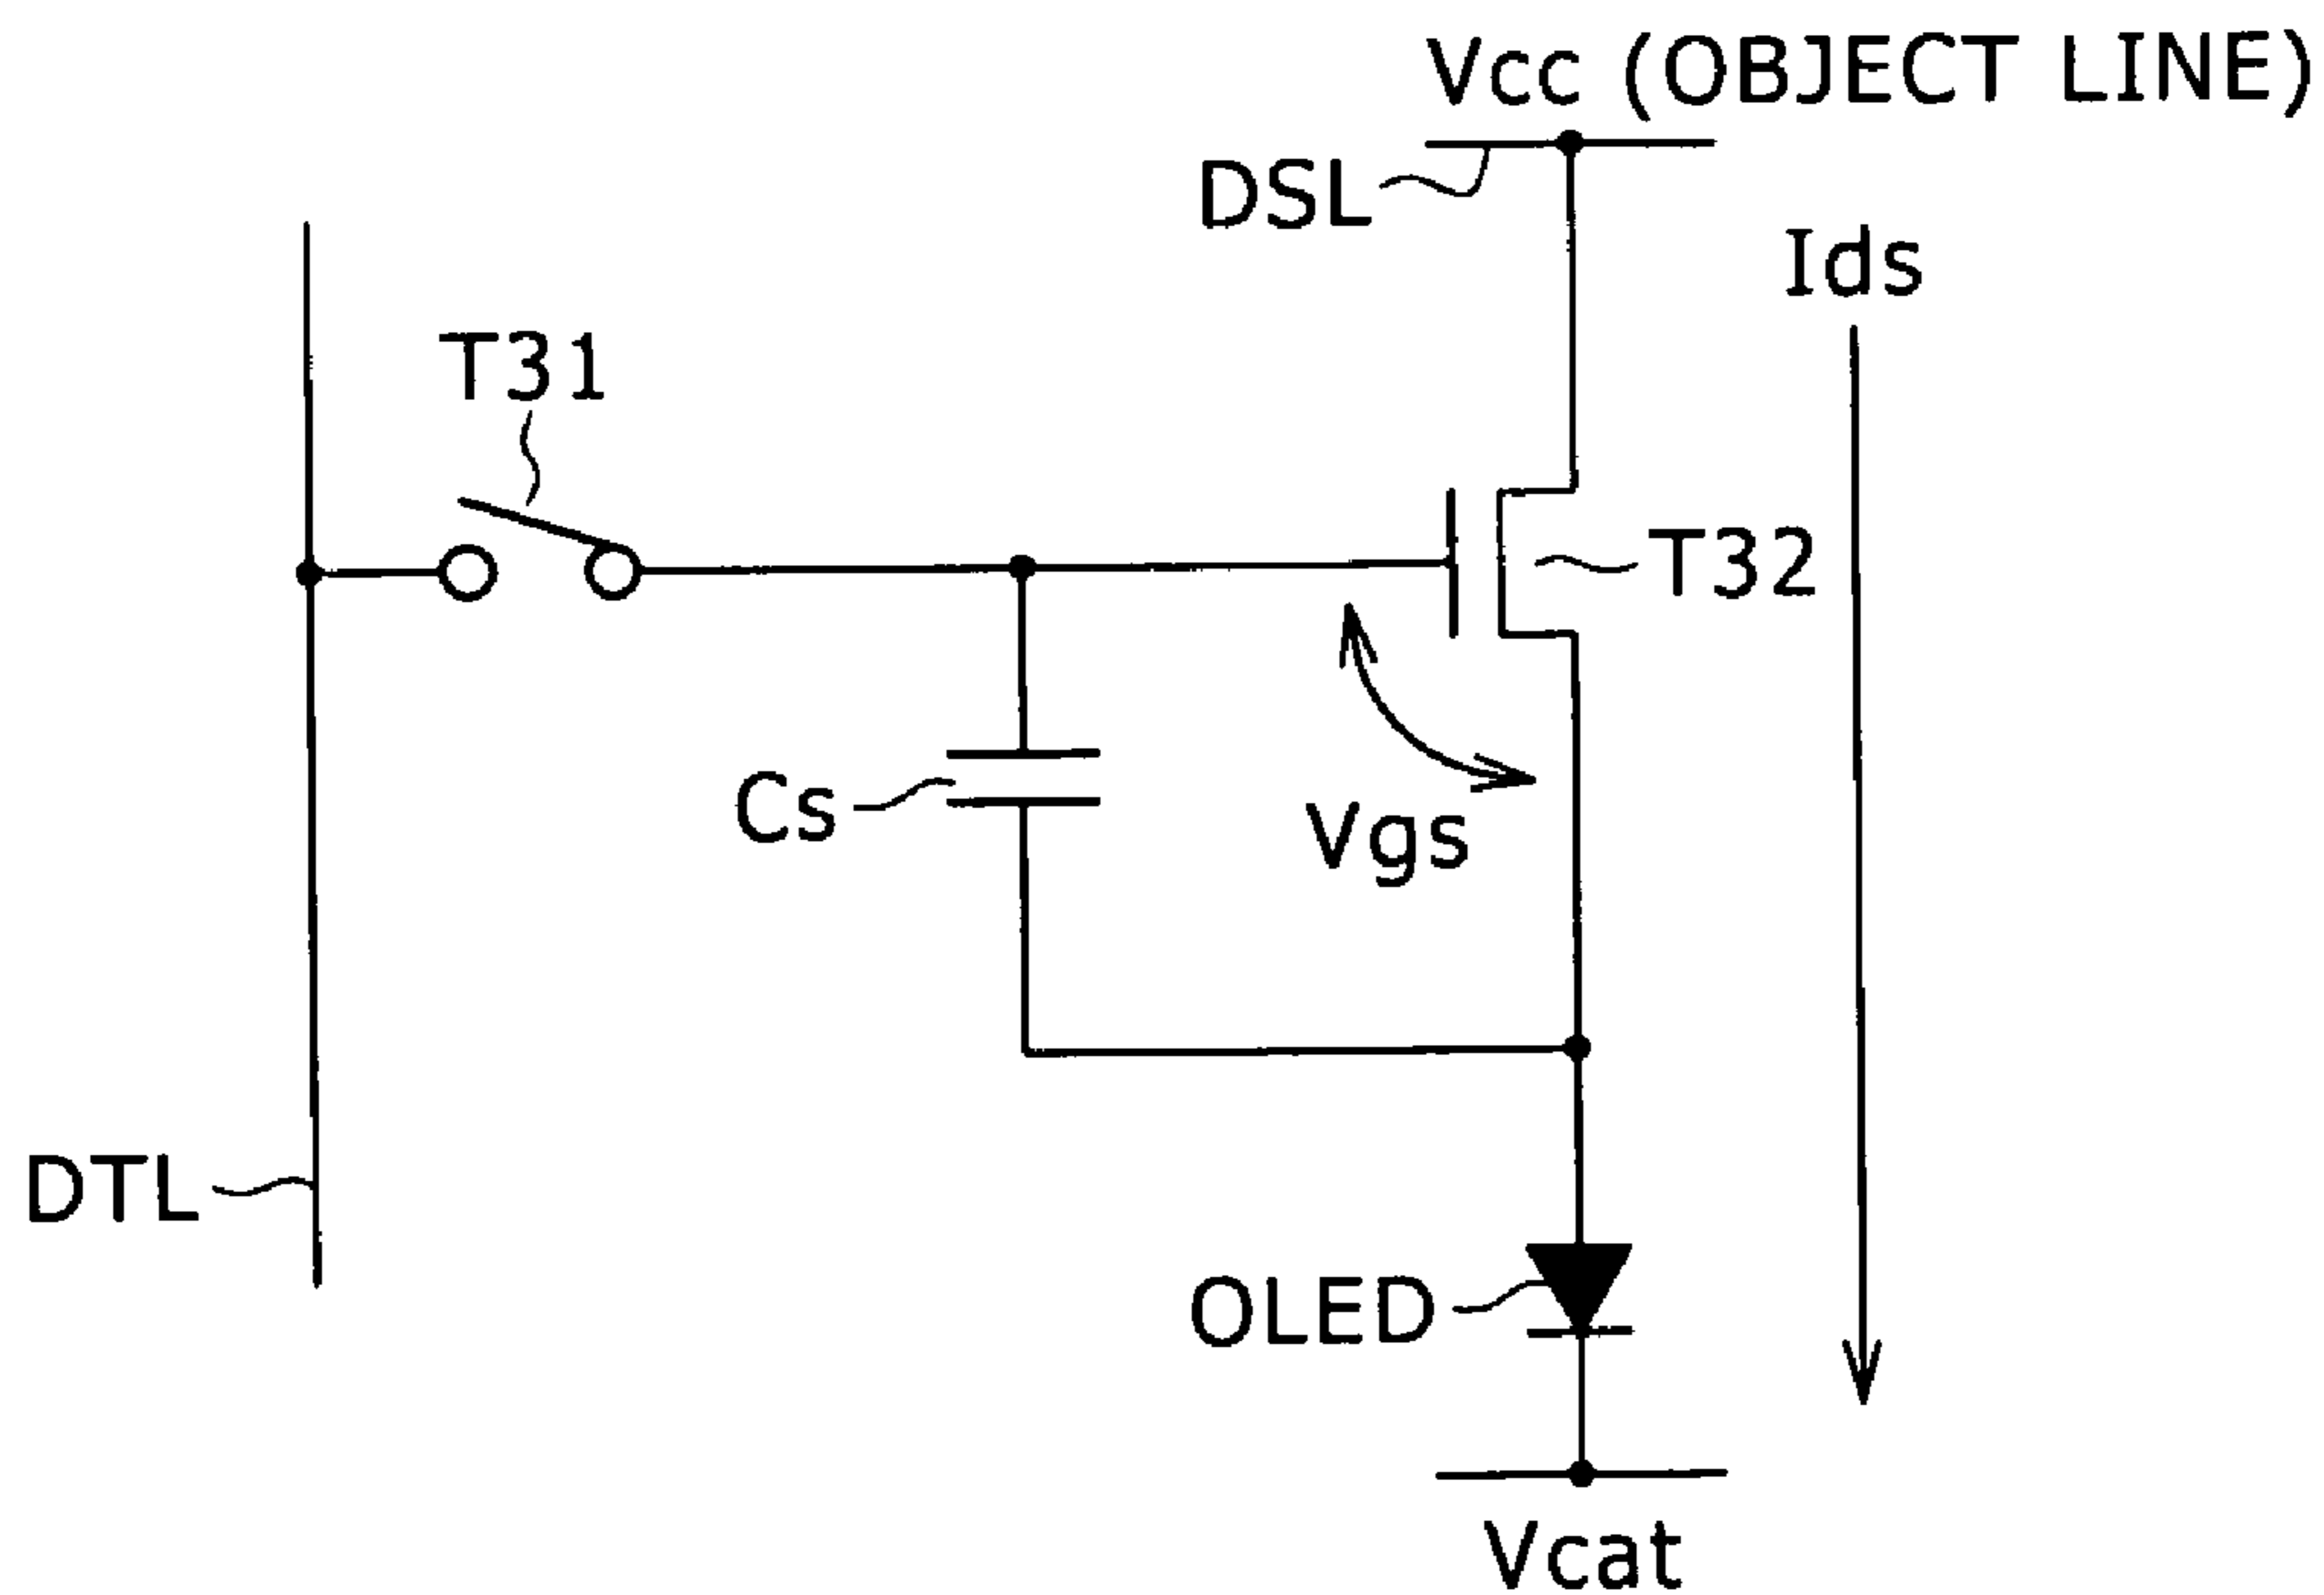 Vcc (OBJECT LINE)
DSL
Ids
T31
T32
Cs
Vgs
DTL
OLED
Vcat